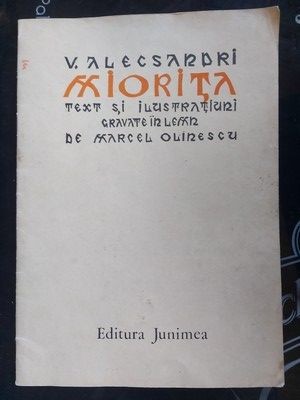 V. ALECSANDRI
MIORIȚA
TEXT ȘI ILUSTRAȚIUNI
GRAVATE ÎN LEMN
DE MARCEL OLINESCU
Editura Junimea